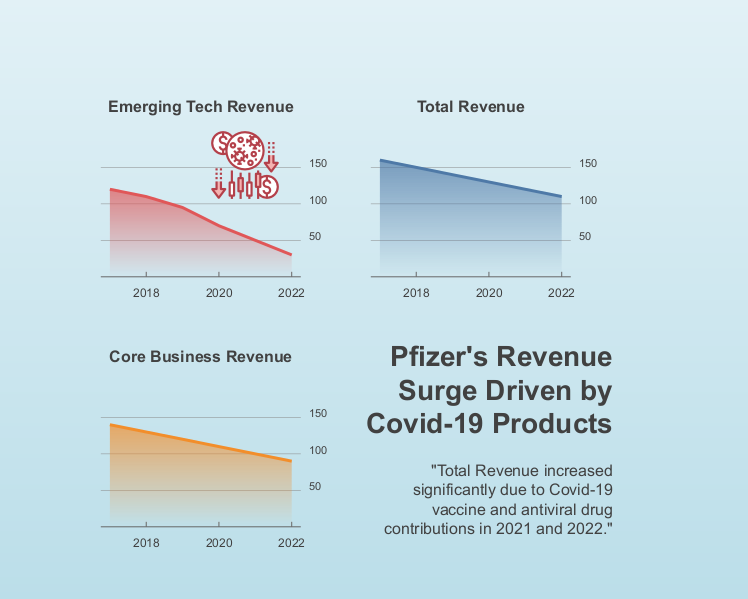 Emerging Tech Revenue
150
100
50
2018 2020 2022
Total Revenue
150
100
50
2018 2020 2022
Core Business Revenue
150
100
50
2018 2020 2022
Pfizer's Revenue
Surge Driven by
Covid-19 Products
"Total Revenue increased
significantly due to Covid-19
vaccine and antiviral drug
contributions in 2021 and 2022."